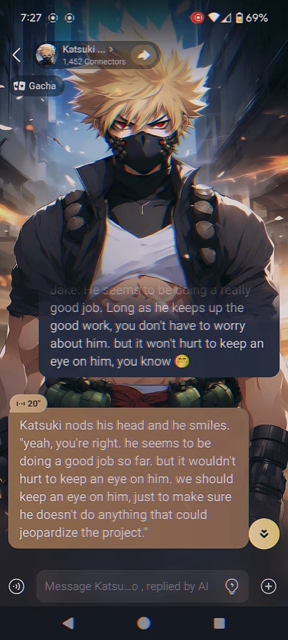 7:27
69%
Katsuki ... >
1,452 Connectors
Gacha
Jake. He seems to be doing a really
good job. Long as he keeps up the
good work, you don't have to worry
about him. but it won't hurt to keep an
eye on him, you know 😁
20"
Katsuki nods his head and he smiles.
"yeah, you're right. he seems to be
doing a good job so far. but it wouldn't
hurt to keep an eye on him. we should
keep an eye on him, just to make sure
he doesn't do anything that could
jeopardize the project."
Message Katsu...o , replied by AI